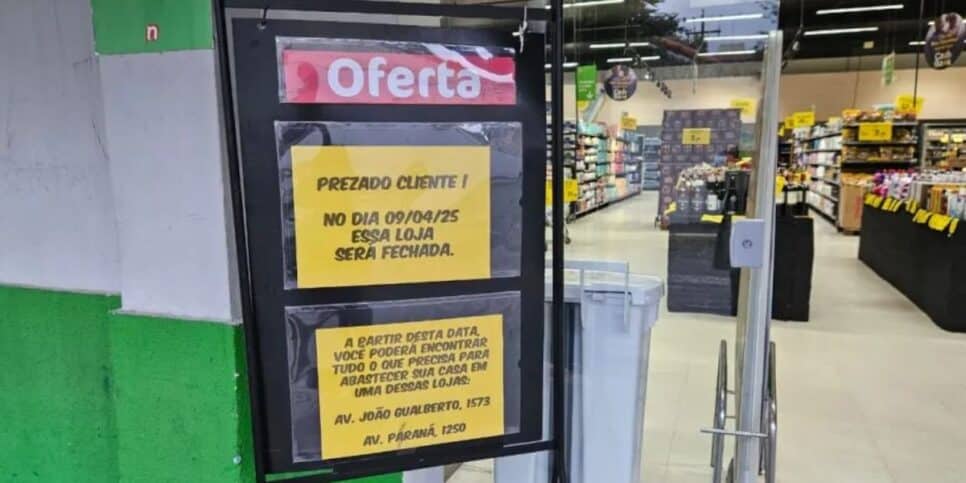 n
Oferta
PREZADO CLIENTE !
NO DIA 09/04/25
ESSA LOJA
SERÁ FECHADA.
A PARTIR DESTA DATA,
VOCÊ PODERÁ ENCONTRAR
TUDO O QUE PRECISA PARA
ABASTECER SUA CASA EM
UMA DESSAS LOJAS:
AV. JOÃO GUALBERTO, 1573
AV. PARANÁ, 1250